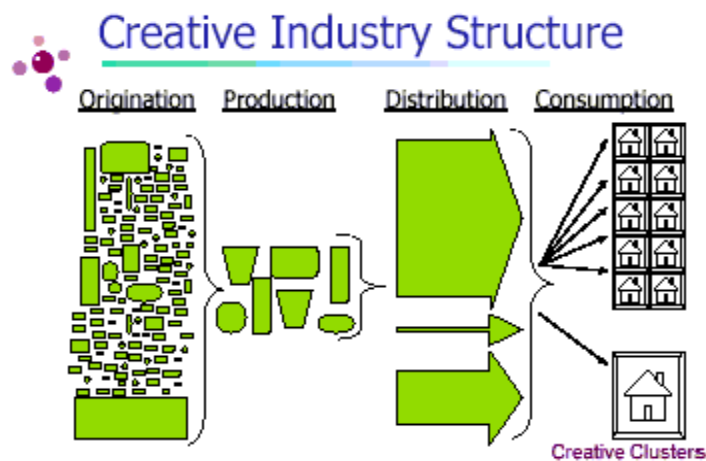 Creative Industry Structure
Origination Production Distribution Consumption
Creative Clusters